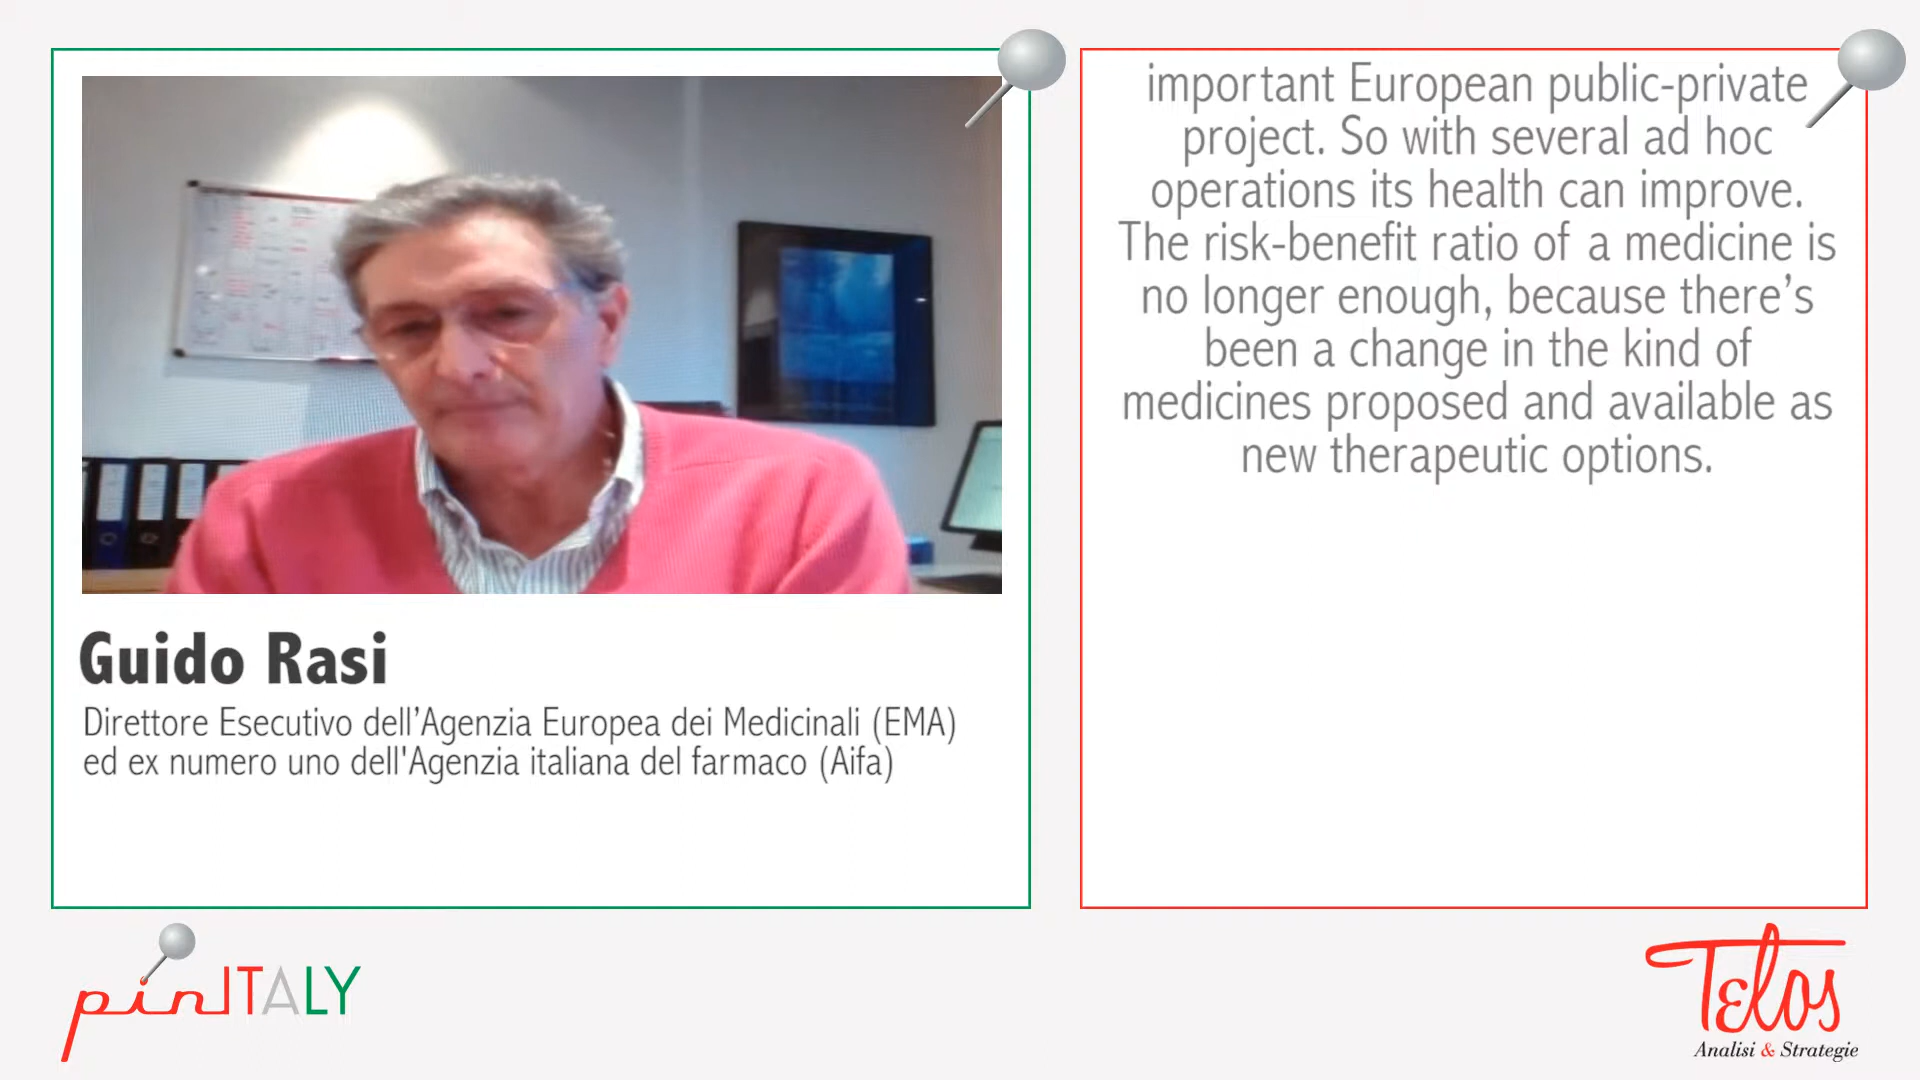 Guido Rasi
Direttore Esecutivo dell’Agenzia Europea dei Medicinali (EMA)
ed ex numero uno dell'Agenzia italiana del farmaco (Aifa)
important European public-private
project. So with several ad hoc
operations its health can improve.
The risk-benefit ratio of a medicine is
no longer enough, because there’s
been a change in the kind of
medicines proposed and available as
new therapeutic options.
pinITALY
Telos
Analisi & Strategie